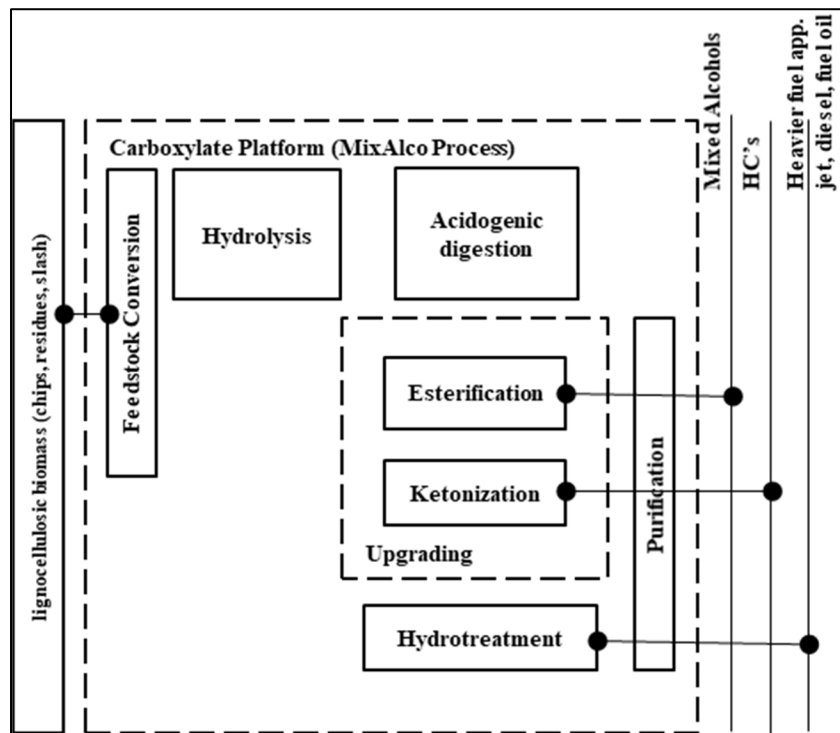 lignocellulosic biomass (chips, residues, slash)
Carboxylate Platform (MixAlco Process)
Feedstock Conversion
Hydrolysis
Acidogenic
digestion
Esterification
Ketonization
Upgrading
Hydrotreatment
Purification
Mixed Alcohols
HC’s
Heavier fuel app.
jet, diesel, fuel oil